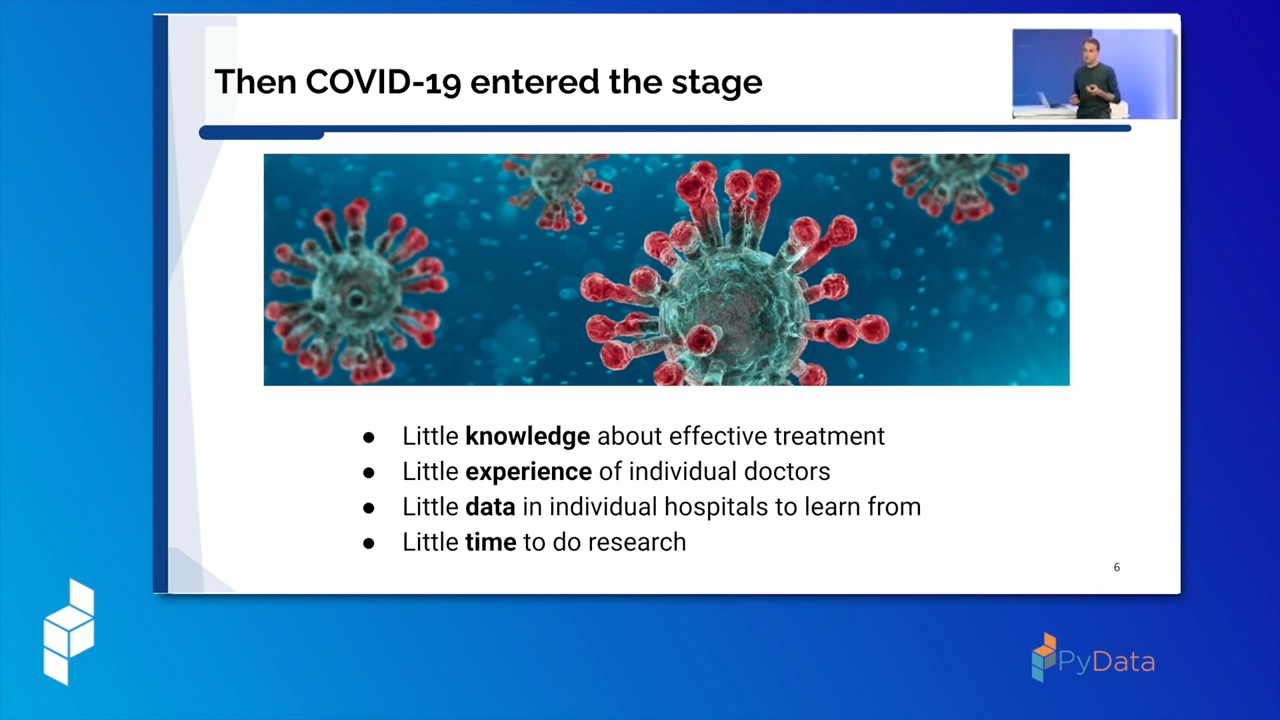 Then COVID-19 entered the stage
● Little knowledge about effective treatment
● Little experience of individual doctors
● Little data in individual hospitals to learn from
● Little time to do research
6
PyData